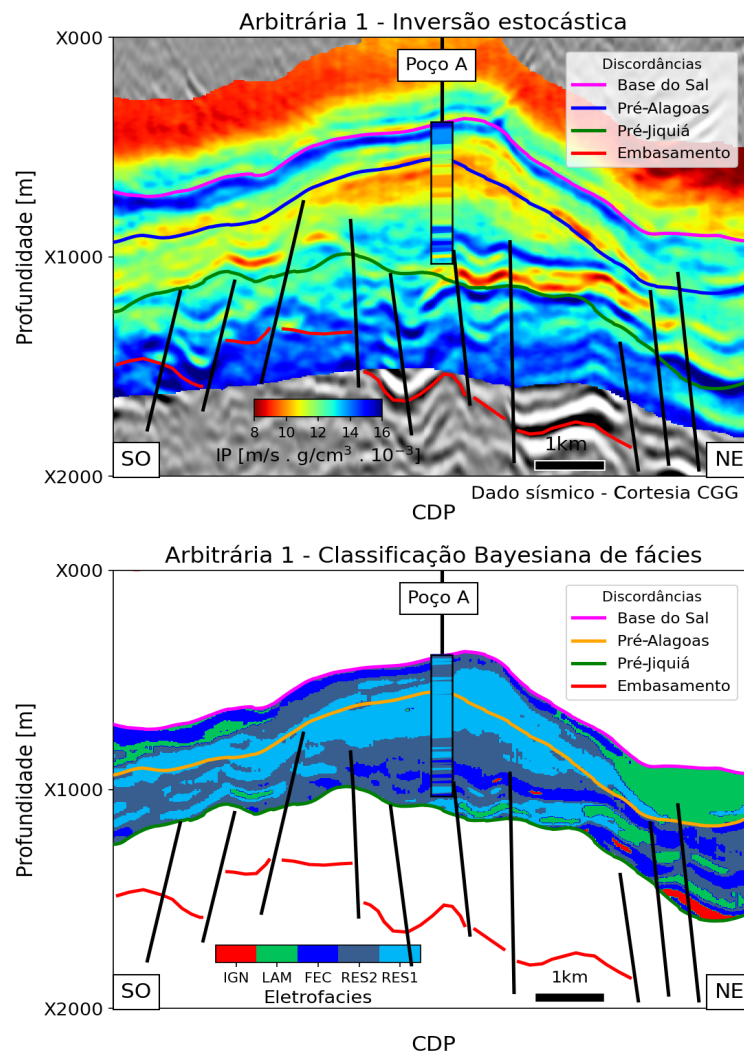 Arbitrária 1 - Inversão estocástica
X000
Poço A
Discordâncias
Base do Sal
Pré-Alagoas
Pré-Jiquiá
Embasamento
Profundidade [m]
X1000
8 10 12 14 16
IP [m/s . g/cm³ . 10⁻³]
1km
SO
NE
X2000
Dado sísmico - Cortesia CGG
CDP
Arbitrária 1 - Classificação Bayesiana de fácies
X000
Poço A
Discordâncias
Base do Sal
Pré-Alagoas
Pré-Jiquiá
Embasamento
Profundidade [m]
X1000
IGN LAM FEC RES2 RES1
Eletrofacies
1km
SO
NE
X2000
CDP